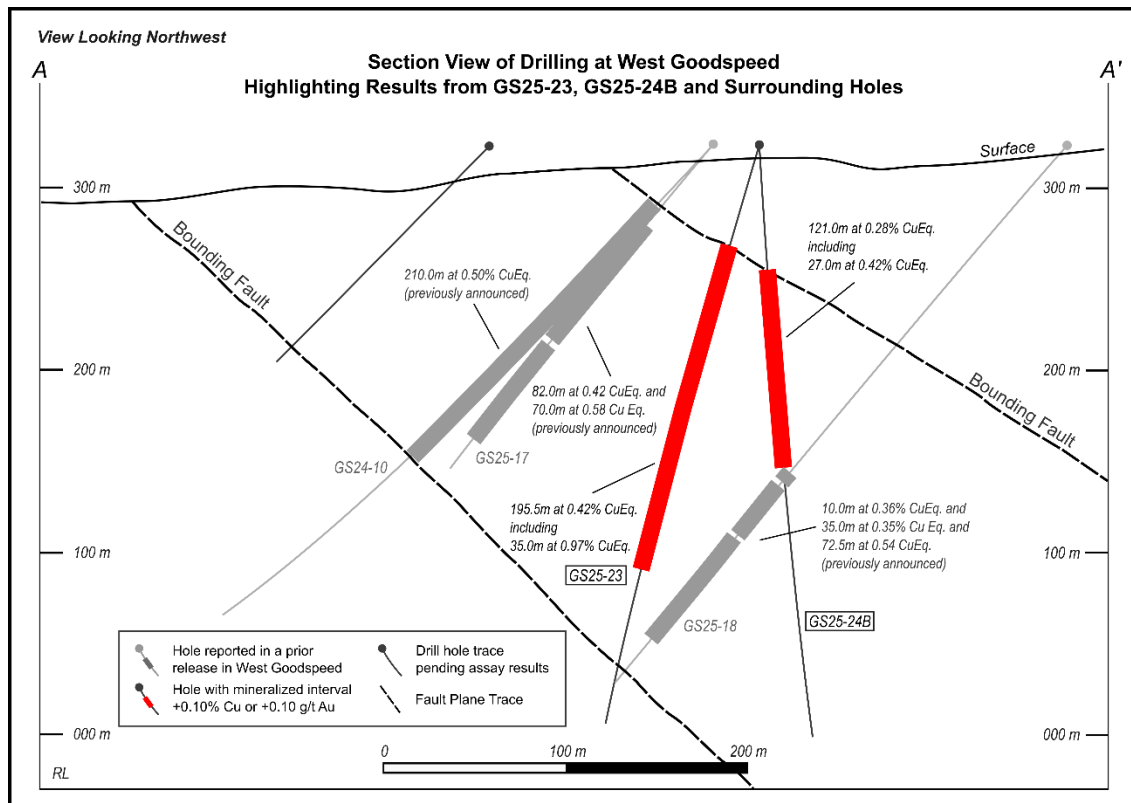 View Looking Northwest
Section View of Drilling at West Goodspeed
Highlighting Results from GS25-23, GS25-24B and Surrounding Holes
A
A'
Surface
300 m
300 m
Bounding Fault
121.0m at 0.28% CuEq.
including
27.0m at 0.42% CuEq.
210.0m at 0.50% CuEq.
(previously announced)
200 m
200 m
82.0m at 0.42 CuEq. and
70.0m at 0.58 Cu Eq.
(previously announced)
Bounding Fault
GS24-10
GS25-17
195.5m at 0.42% CuEq.
including
35.0m at 0.97% CuEq.
GS25-23
10.0m at 0.36% CuEq. and
35.0m at 0.35% Cu Eq. and
72.5m at 0.54 CuEq.
(previously announced)
100 m
100 m
GS25-18
GS25-24B
Hole reported in a prior
release in West Goodspeed
Hole with mineralized interval
+0.10% Cu or +0.10 g/t Au
Drill hole trace
pending assay results
Fault Plane Trace
000 m
000 m
0
100 m
200 m
RL